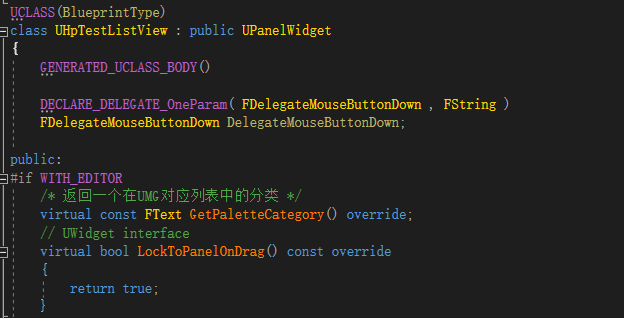 UCLASS(BlueprintType)
class UHpTestListView : public UPanelWidget
{
GENERATED_UCLASS_BODY()
DECLARE_DELEGATE_OneParam( FDelegateMouseButtonDown , FString )
FDelegateMouseButtonDown DelegateMouseButtonDown;
public:
#if WITH_EDITOR
/* 返回一个在UMG对应列表中的分类 */
virtual const FText GetPaletteCategory() override;
// UWidget interface
virtual bool LockToPanelOnDrag() const override
{
return true;
}